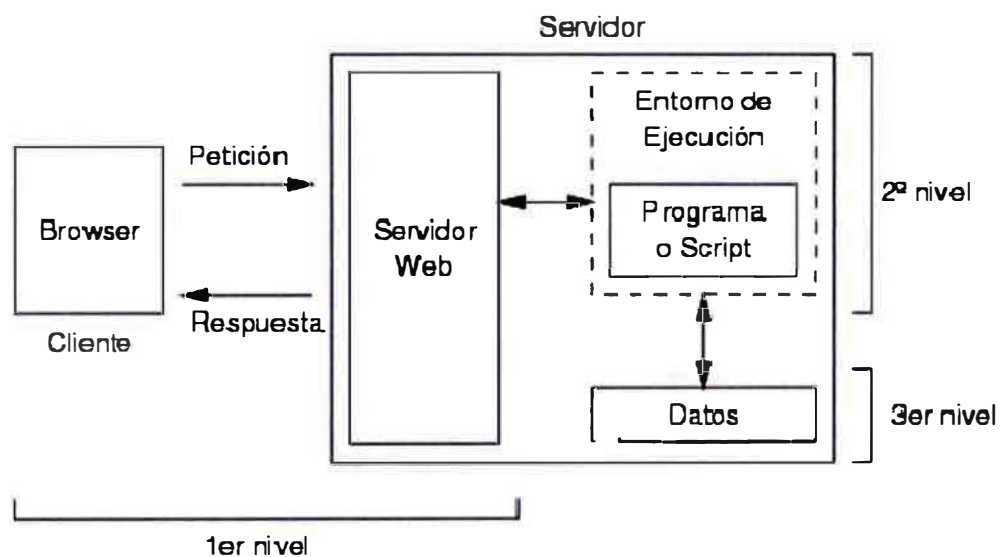 Servidor
Entorno de
Ejecución
Petición
2º nivel
Browser
Servidor
Web
Programa
o Script
Respuesta
Cliente
Datos
3er nivel
1er nivel